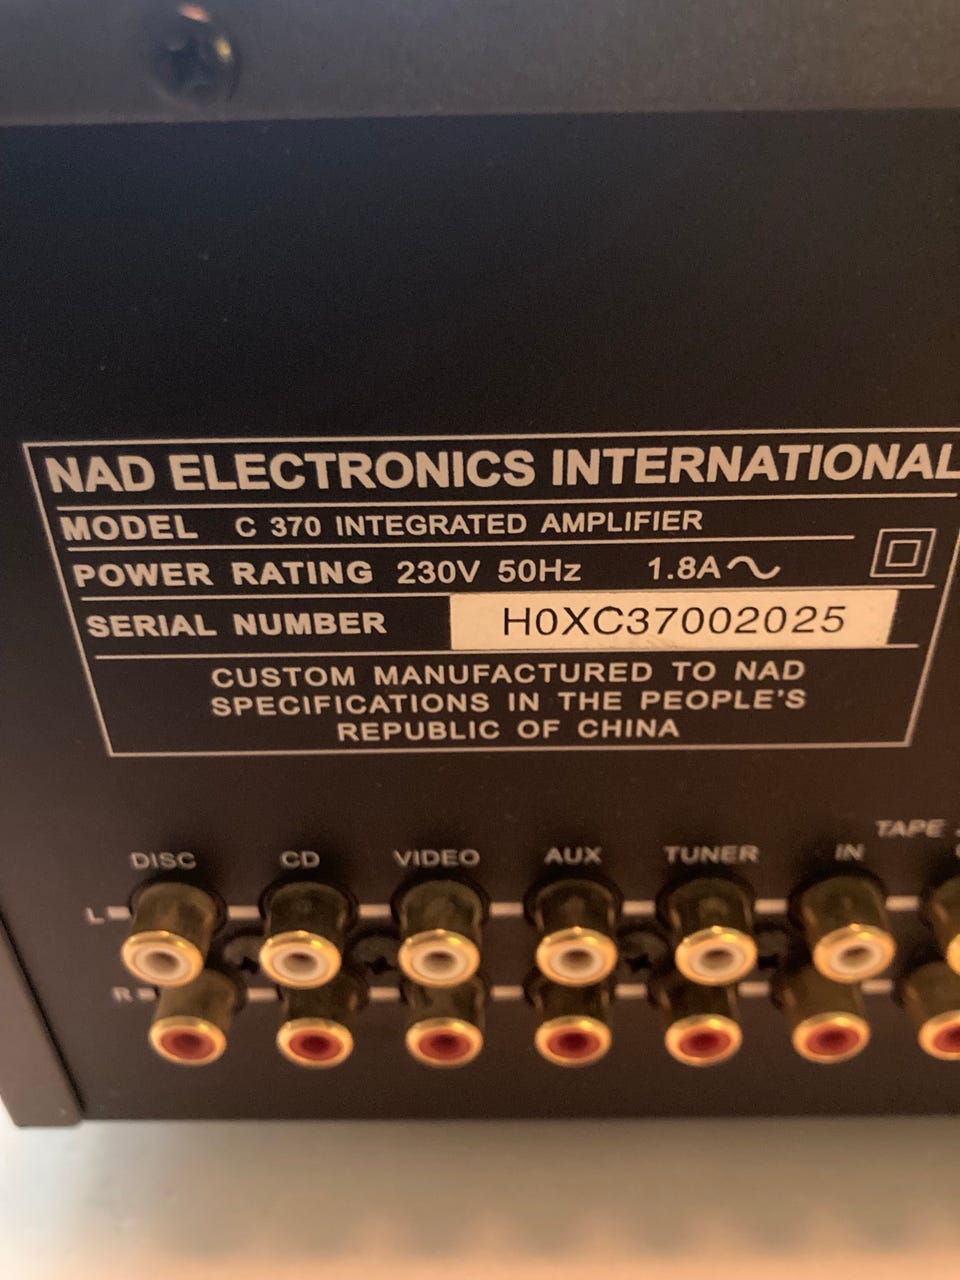 NAD ELECTRONICS INTERNATIONAL
MODEL C 370 INTEGRATED AMPLIFIER
POWER RATING 230V 50Hz 1.8A～
SERIAL NUMBER H0XC37002025
CUSTOM MANUFACTURED TO NAD
SPECIFICATIONS IN THE PEOPLE'S
REPUBLIC OF CHINA
TAPE
DISC CD VIDEO AUX TUNER IN
L
R